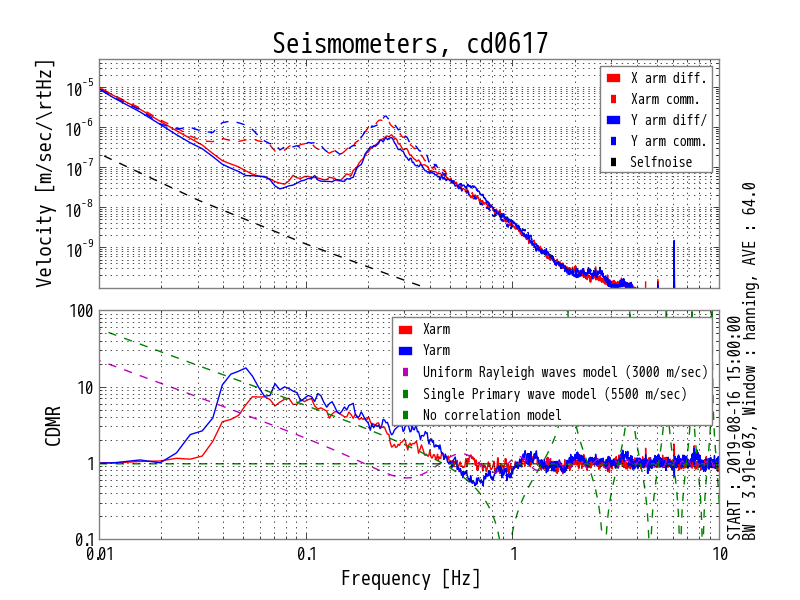 Seismometers, cd0617
Velocity [m/sec/\rtHz]
10^-5
10^-6
10^-7
10^-8
10^-9
X arm diff.
Xarm comm.
Y arm diff/
Y arm comm.
Selfnoise
CDMR
100
10
1
0.1
Xarm
Yarm
Uniform Rayleigh waves model (3000 m/sec)
Single Primary wave model (5500 m/sec)
No correlation model
0.01
0.1
1
10
Frequency [Hz]
START : 2019-08-16 15:00:00
BW : 3.91e-03, Window : hanning, AVE : 64.0